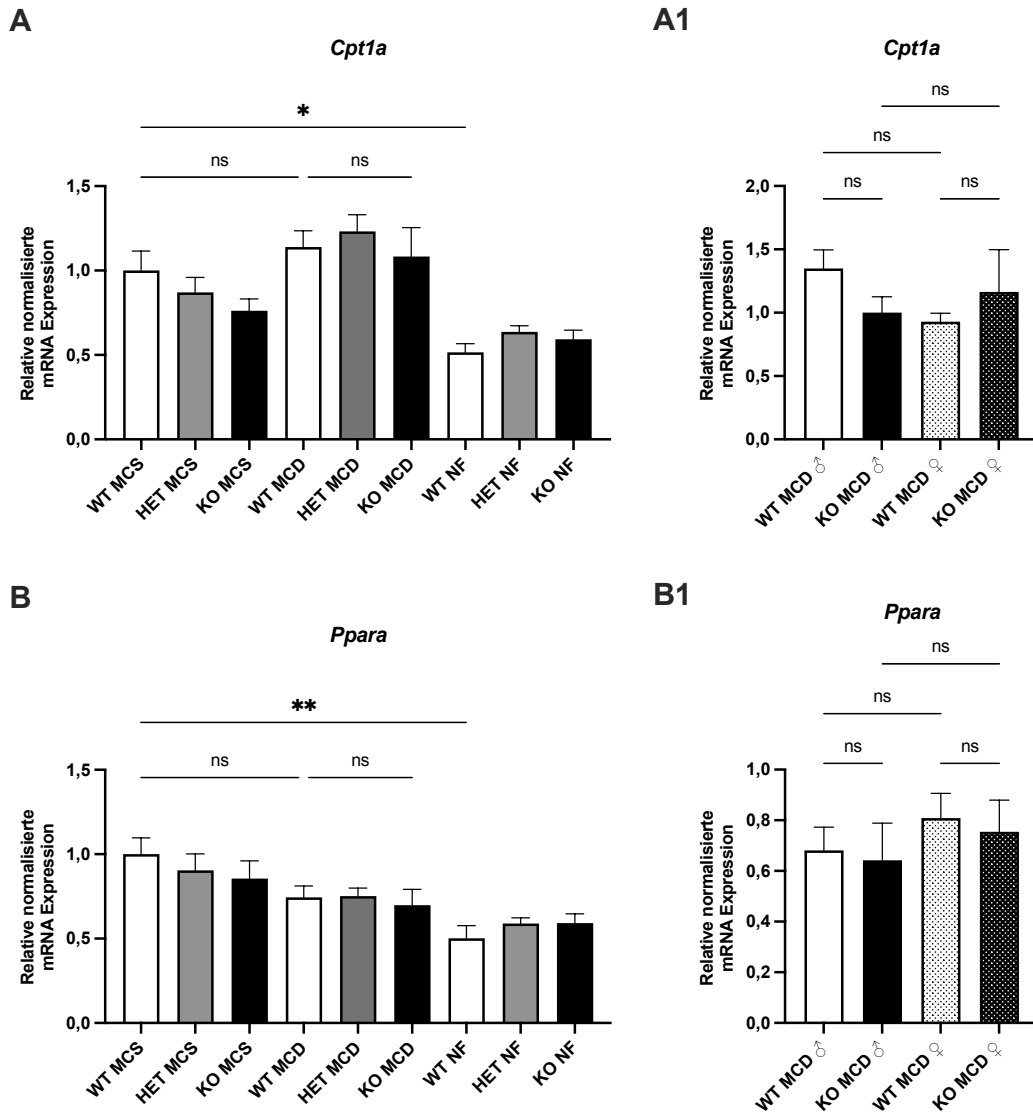 A
Cpt1a
*
ns
ns
Relative normalisierte
mRNA Expression
1,5
1,0
0,5
0,0
WT MCS
HET MCS
KO MCS
WT MCD
HET MCD
KO MCD
WT NF
HET NF
KO NF
A1
Cpt1a
ns
ns
ns
ns
Relative normalisierte
mRNA Expression
2,0
1,5
1,0
0,5
0,0
WT MCD ♂
KO MCD ♂
WT MCD ♀
KO MCD ♀
B
Ppara
**
ns
ns
Relative normalisierte
mRNA Expression
1,5
1,0
0,5
0,0
WT MCS
HET MCS
KO MCS
WT MCD
HET MCD
KO MCD
WT NF
HET NF
KO NF
B1
Ppara
ns
ns
ns
ns
Relative normalisierte
mRNA Expression
1,0
0,8
0,6
0,4
0,2
0,0
WT MCD ♂
KO MCD ♂
WT MCD ♀
KO MCD ♀